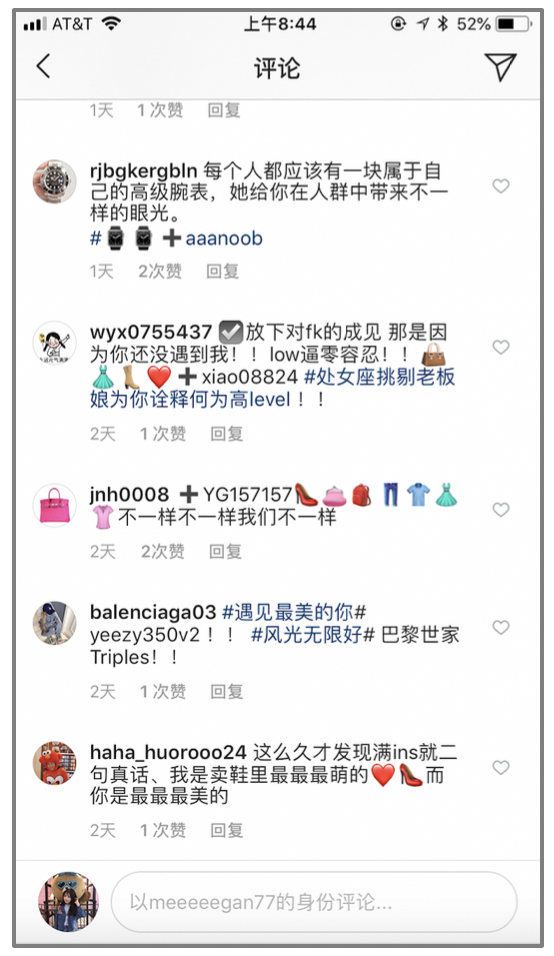 AT&T 上午8:44 52%
评论
1天 1次赞 回复
rjbgkergbln 每个人都应该有一块属于自
己的高级腕表，她给你在人群中带来不一
样的眼光。
#⌚️⌚️➕aaanoob
1天 2次赞 回复
wyx0755437 ☑️放下对fk的成见 那是因
为你还没遇到我！！low逼零容忍！！👜
👗👢❤️➕xiao08824 #处女座挑剔老板
娘为你诠释何为高level！！
2天 1次赞 回复
jnh0008 ➕YG157157👠👛🎒👖👕👗
👚不一样不一样我们不一样
2天 2次赞 回复
balenciaga03 #遇见最美的你#
yeezy350v2！！ #风光无限好# 巴黎世家
Triples！！
2天 1次赞 回复
haha_huorooo24 这么久才发现满ins就二
句真话、我是卖鞋里最最最萌的❤️👠而
你是最最最美的
2天 1次赞 回复
以meeeeegan77的身份评论...